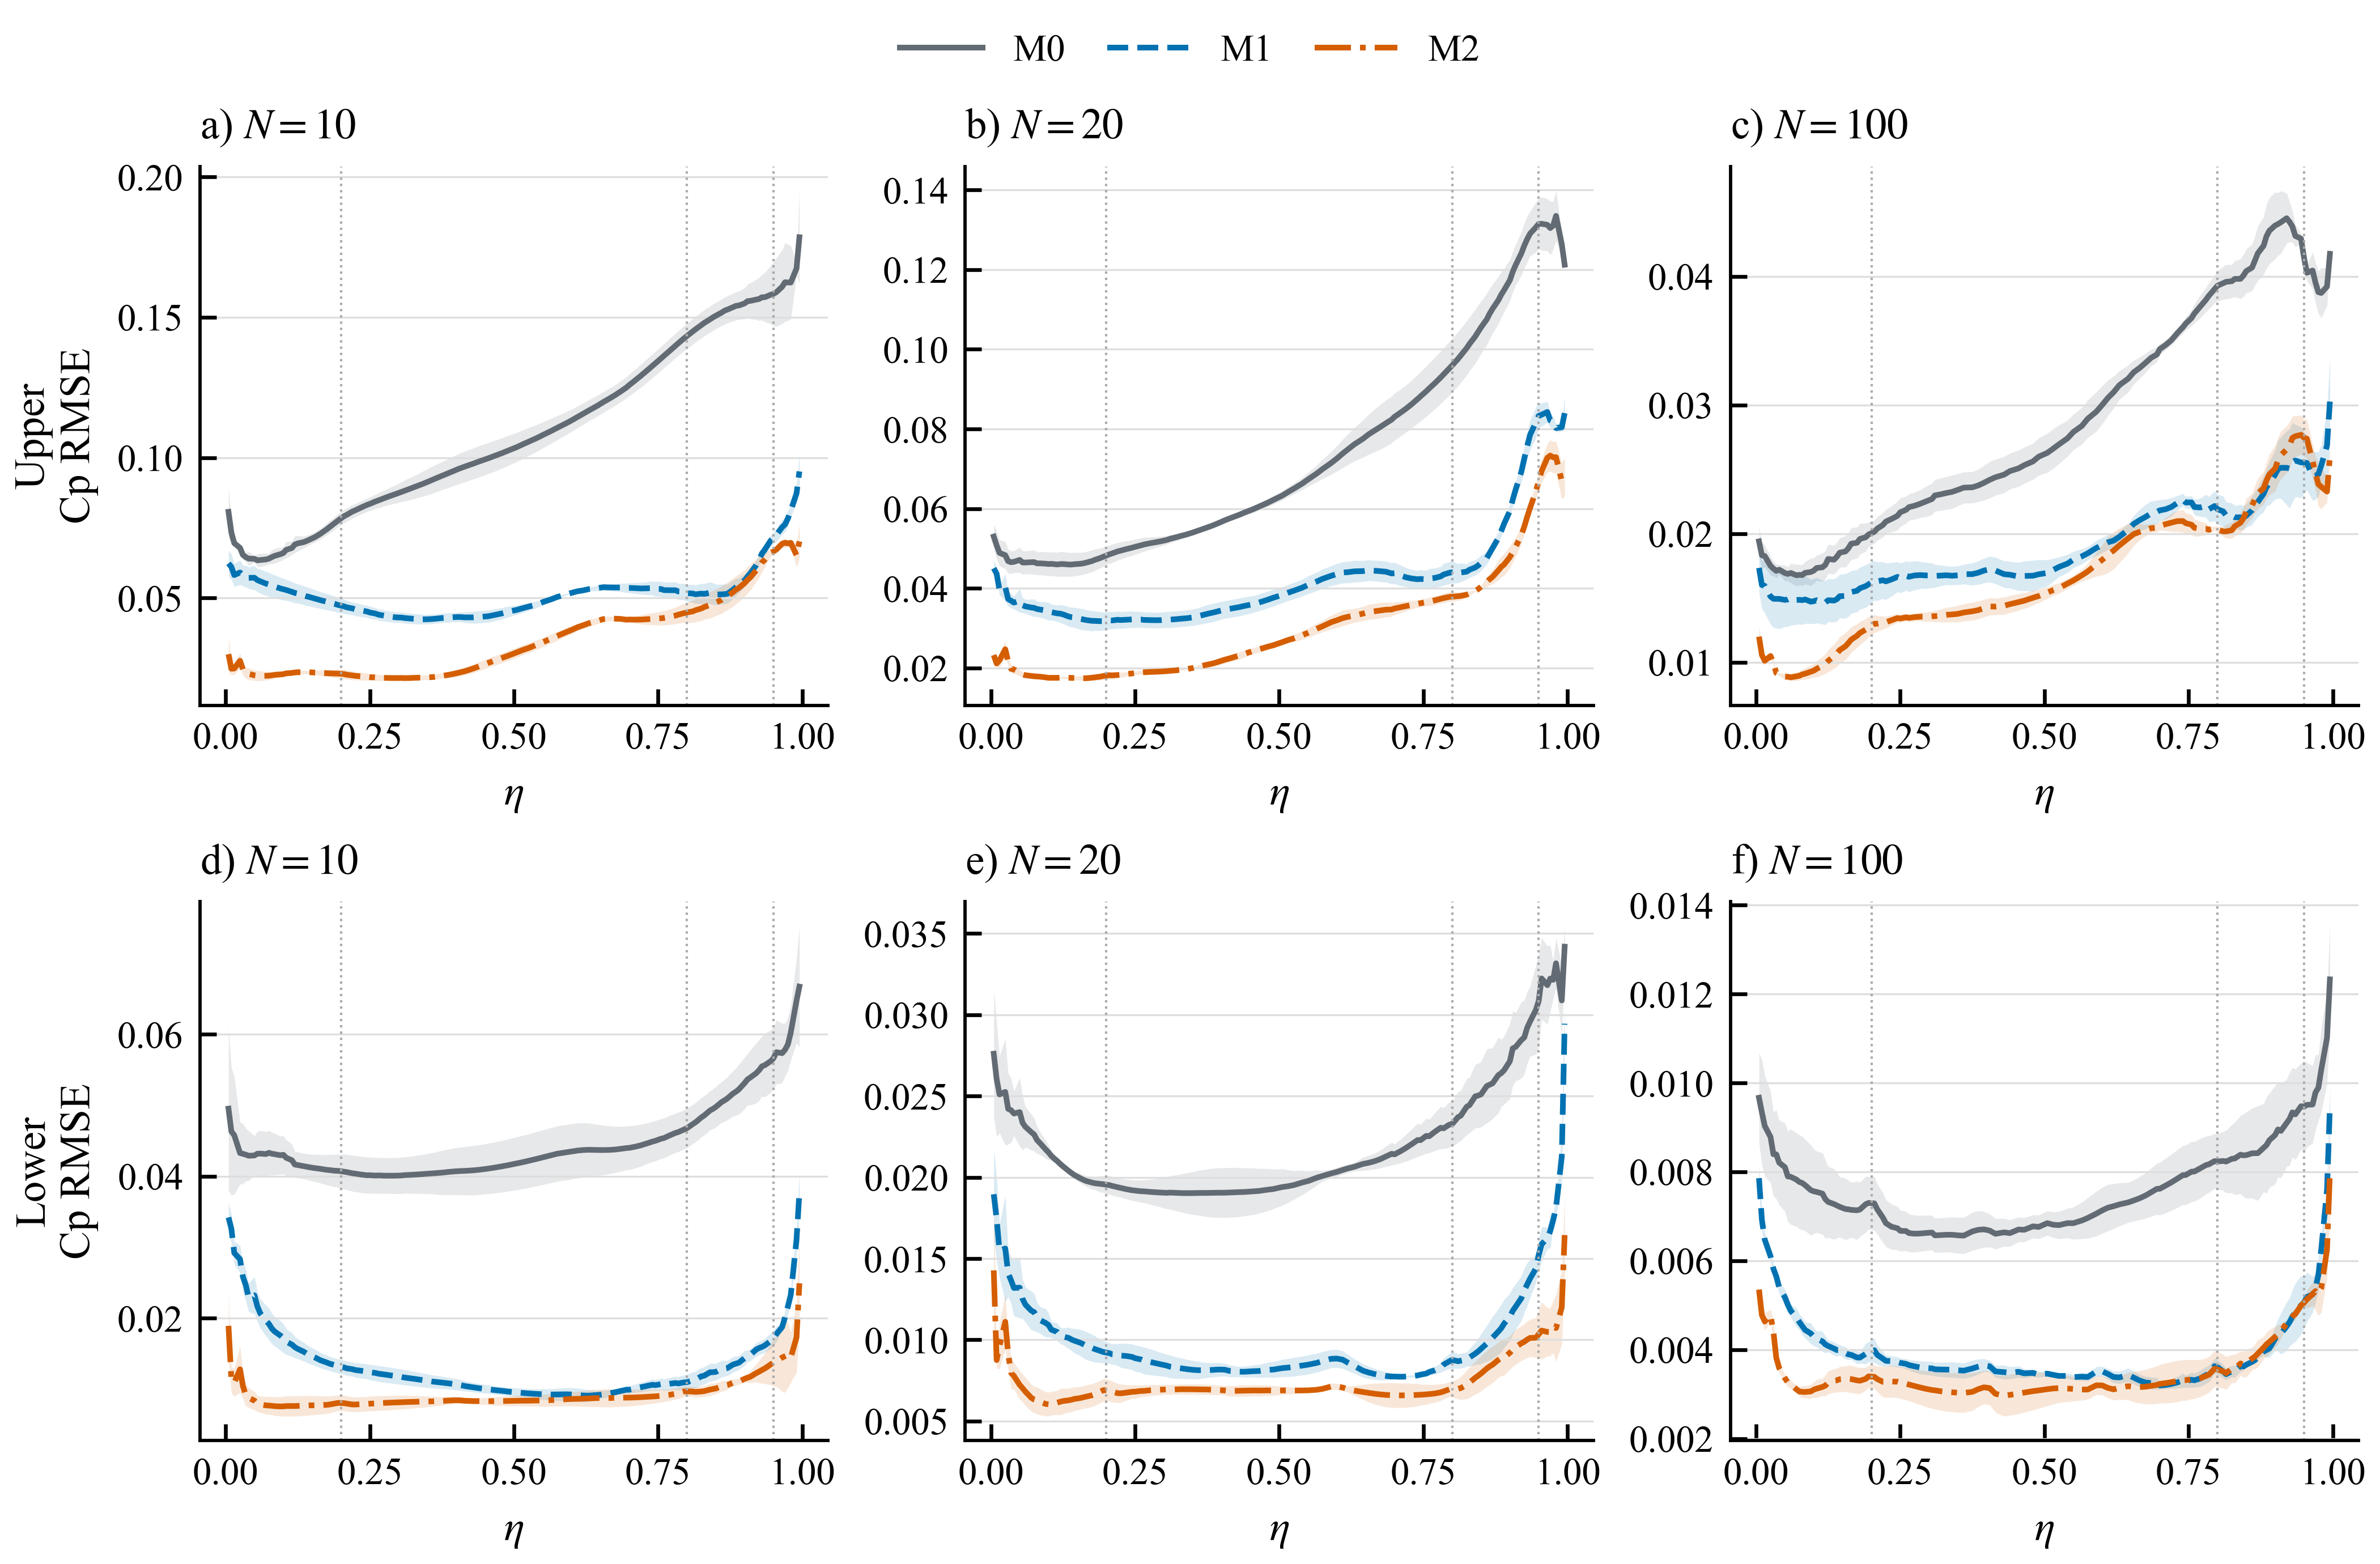 M0 M1 M2
a) N = 10
b) N = 20
c) N = 100
Upper
Cp RMSE
0.20
0.15
0.10
0.05
0.00 0.25 0.50 0.75 1.00
η
0.14
0.12
0.10
0.08
0.06
0.04
0.02
0.00 0.25 0.50 0.75 1.00
η
0.04
0.03
0.02
0.01
0.00 0.25 0.50 0.75 1.00
η
d) N = 10
e) N = 20
f) N = 100
Lower
Cp RMSE
0.06
0.04
0.02
0.00 0.25 0.50 0.75 1.00
η
0.035
0.030
0.025
0.020
0.015
0.010
0.005
0.00 0.25 0.50 0.75 1.00
η
0.014
0.012
0.010
0.008
0.006
0.004
0.002
0.00 0.25 0.50 0.75 1.00
η